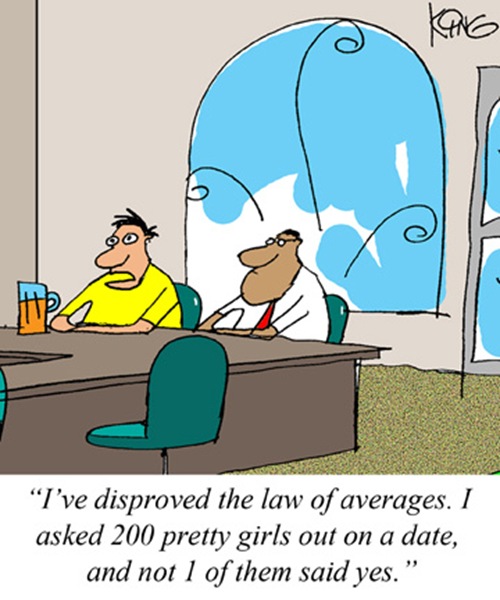 KING
“I’ve disproved the law of averages. I
asked 200 pretty girls out on a date,
and not 1 of them said yes.”